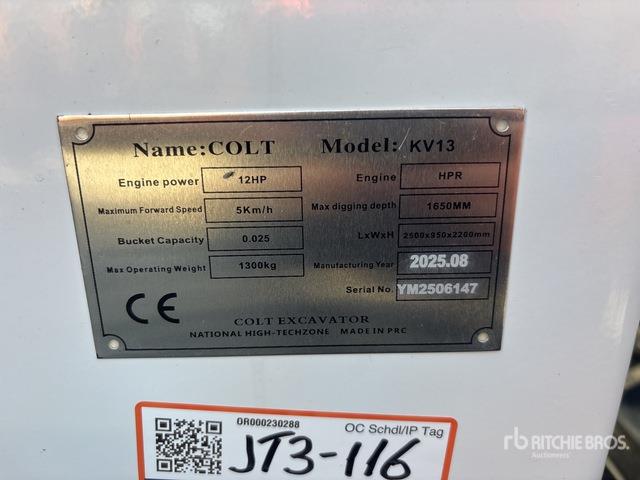 Name:COLT Model: KV13
Engine power 12HP Engine HPR
Maximum Forward Speed 5Km/h Max digging depth 1650MM
Bucket Capacity 0.025 LxWxH 2500x950x2200mm
Max Operating Weight 1300kg Manufacturing Year 2025.08
Serial No. YM2506147
CE
COLT EXCAVATOR
NATIONAL HIGH-TECHZONE MADE IN PRC
OR000230288 OC Schdl/IP Tag
JT3-116
rb RITCHIE BROS.
Auctioneers